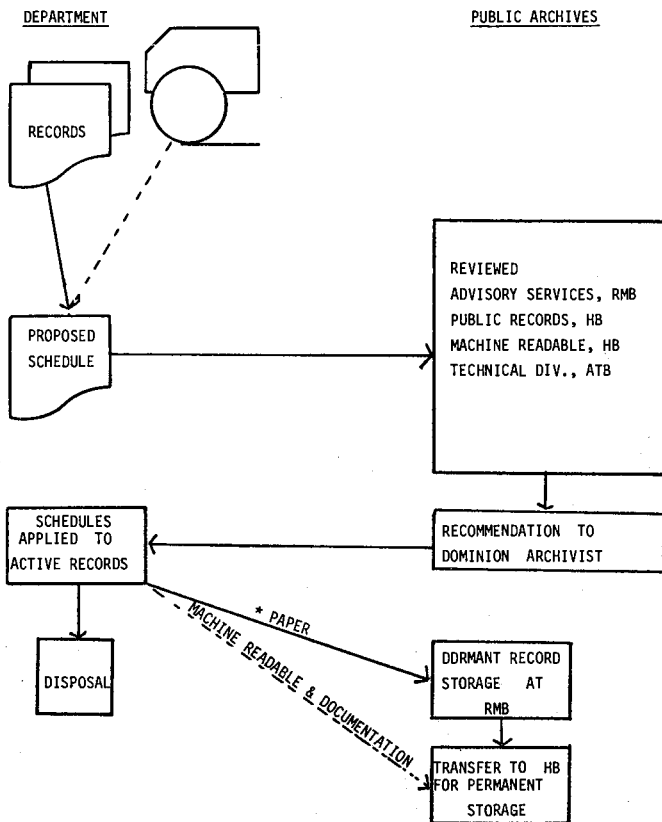 DEPARTMENT
PUBLIC ARCHIVES
RECORDS
PROPOSED
SCHEDULE
REVIEWED
ADVISORY SERVICES, RMB
PUBLIC RECORDS, HB
MACHINE READABLE, HB
TECHNICAL DIV., ATB
SCHEDULES
APPLIED TO
ACTIVE RECORDS
RECOMMENDATION TO
DOMINION ARCHIVIST
* PAPER
MACHINE READABLE & DOCUMENTATION
DISPOSAL
DDRMANT RECORD
STORAGE AT
RMB
TRANSFER TO HB
FOR PERMANENT
STORAGE